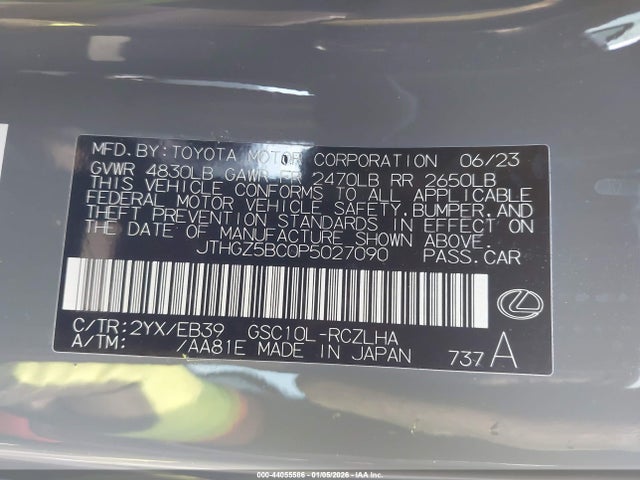 MFD. BY: TOYOTA MOTOR CORPORATION 06/23
GVWR 4830LB GAWR FR 2470LB RR 2650LB
THIS VEHICLE CONFORMS TO ALL APPLICABLE
FEDERAL MOTOR VEHICLE SAFETY, BUMPER, AND
THEFT PREVENTION STANDARDS IN EFFECT ON
THE DATE OF MANUFACTURE SHOWN ABOVE.
JTHGZ5BC0P5027090 PASS. CAR
C/TR: 2YX/EB39 GSC10L-RCZLHA
A/TM: /AA81E MADE IN JAPAN 737 A
000-44055586 - 01/05/2026 - IAA Inc.